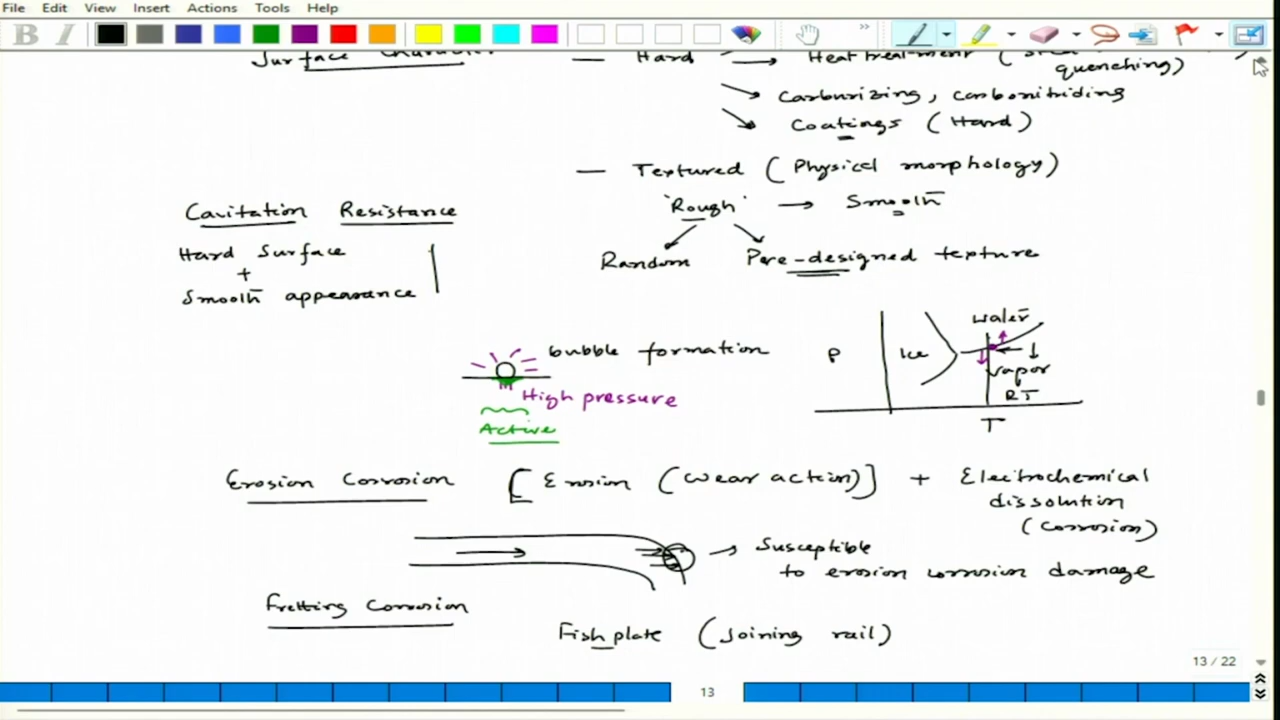 File Edit View Insert Actions Tools Help
B I
Surface Character
— Hard → Heat treatment (
quenching)
→ Carburizing, carbonitriding
→ Coatings (Hard)
— Textured (Physical morphology)
'Rough' → Smooth
Random Pre-designed texture
Cavitation Resistance
Hard Surface
+
Smooth appearance
bubble formation
High pressure
Active
P Ice water
vapor
RT
T
Erosion Corrosion [Erosion (wear action)] + Electrochemical
dissolution
(corrosion)
→ Susceptible
to erosion corrosion damage
Fretting Corrosion
Fish plate (joining rail)
13 / 22
13